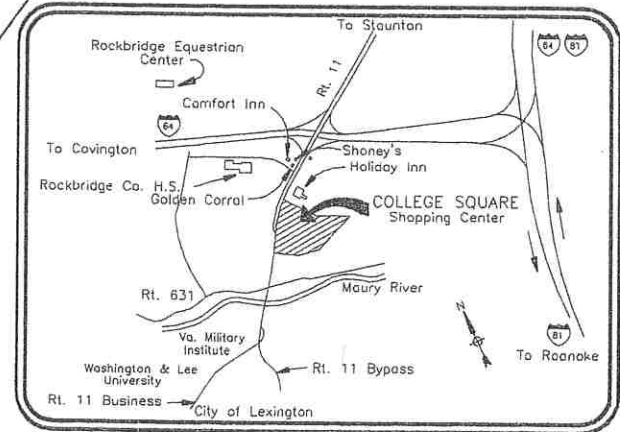 To Staunton
Rockbridge Equestrian
Center
64 81
Rt. 11
Comfort Inn
64
To Covington
Shoney's
Holiday Inn
Rockbridge Co. H.S.
Golden Corral
COLLEGE SQUARE
Shopping Center
Rt. 631
Maury River
N
Va. Military
Institute
81
To Roanoke
Washington & Lee
University
Rt. 11 Bypass
Rt. 11 Business
City of Lexington